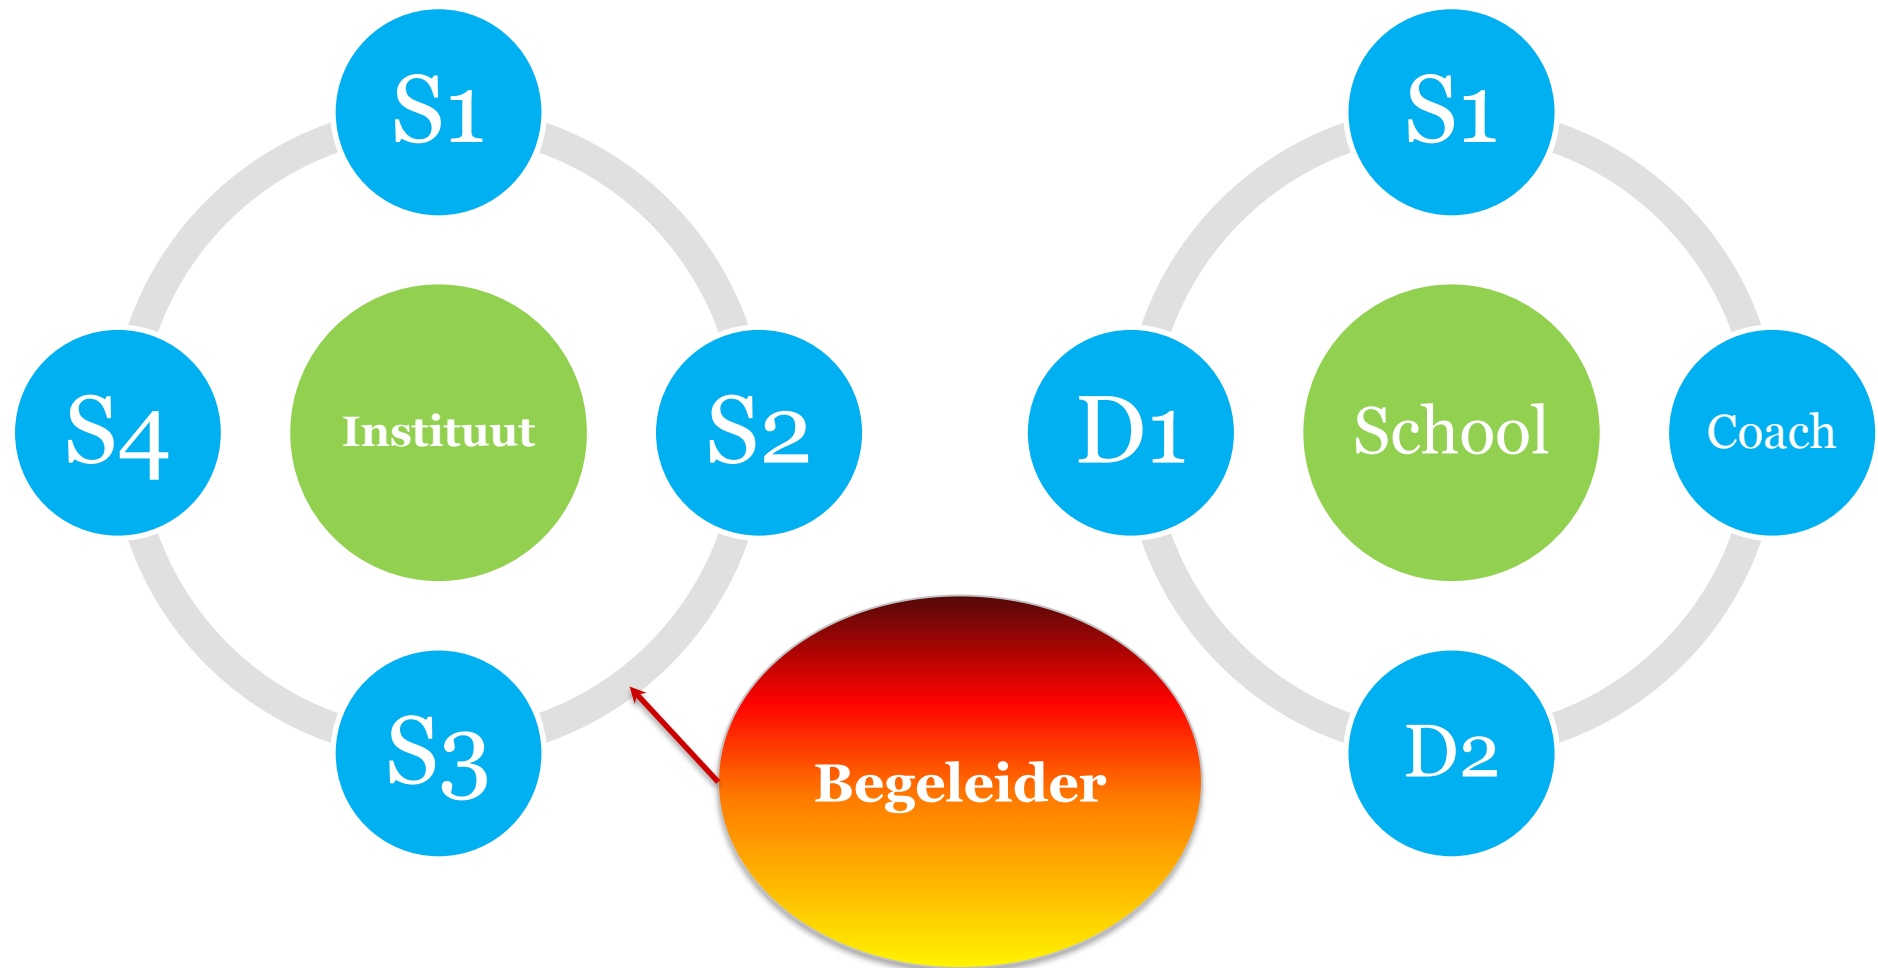 S1
S4
Instituut
S2
S3
Begeleider
S1
D1
School
Coach
D2